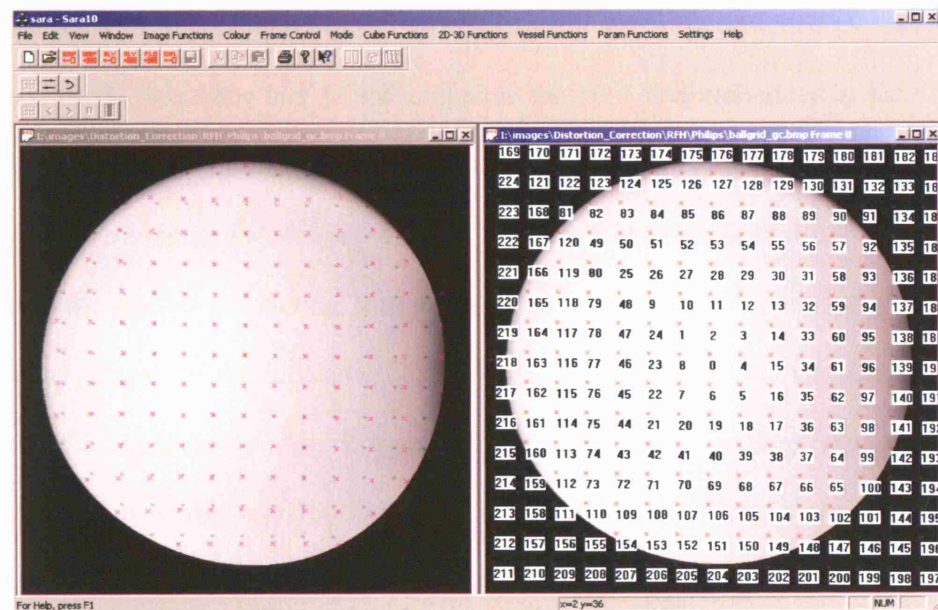 sara - Sara10
File Edit View Window Image Functions Colour Frame Control Mode Cube Functions 2D-3D Functions Vessel Functions Param Functions Settings Help
I:\images\Distortion_Correction\RFH\Philips\ballgrid_gc.bmp Frame 0
I:\images\Distortion_Correction\RFH\Philips\ballgrid_gc.bmp Frame 0
169 170 171 172 173 174 175 176 177 178 179 180 181 182
224 121 122 123 124 125 126 127 128 129 130 131 132 133
223 168 81 82 83 84 85 86 87 88 89 90 91 134
222 167 120 49 50 51 52 53 54 55 56 57 92 135
221 166 119 80 25 26 27 28 29 30 31 58 93 136
220 165 118 79 48 9 10 11 12 13 32 59 94 137
219 164 117 78 47 24 1 2 3 14 33 60 95 138
218 163 116 77 46 23 8 0 4 15 34 61 96 139
217 162 115 76 45 22 7 6 5 16 35 62 97 140
216 161 114 75 44 21 20 19 18 17 36 63 98 141
215 160 113 74 43 42 41 40 39 38 37 64 99 142
214 159 112 73 72 71 70 69 68 67 66 65 100 143
213 158 111 110 109 108 107 106 105 104 103 102 101 144 195
212 157 156 155 154 153 152 151 150 149 148 147 146 145
211 210 209 208 207 206 205 204 203 202 201 200 199 198 197
For Help, press F1
x=2 y=36
NUM